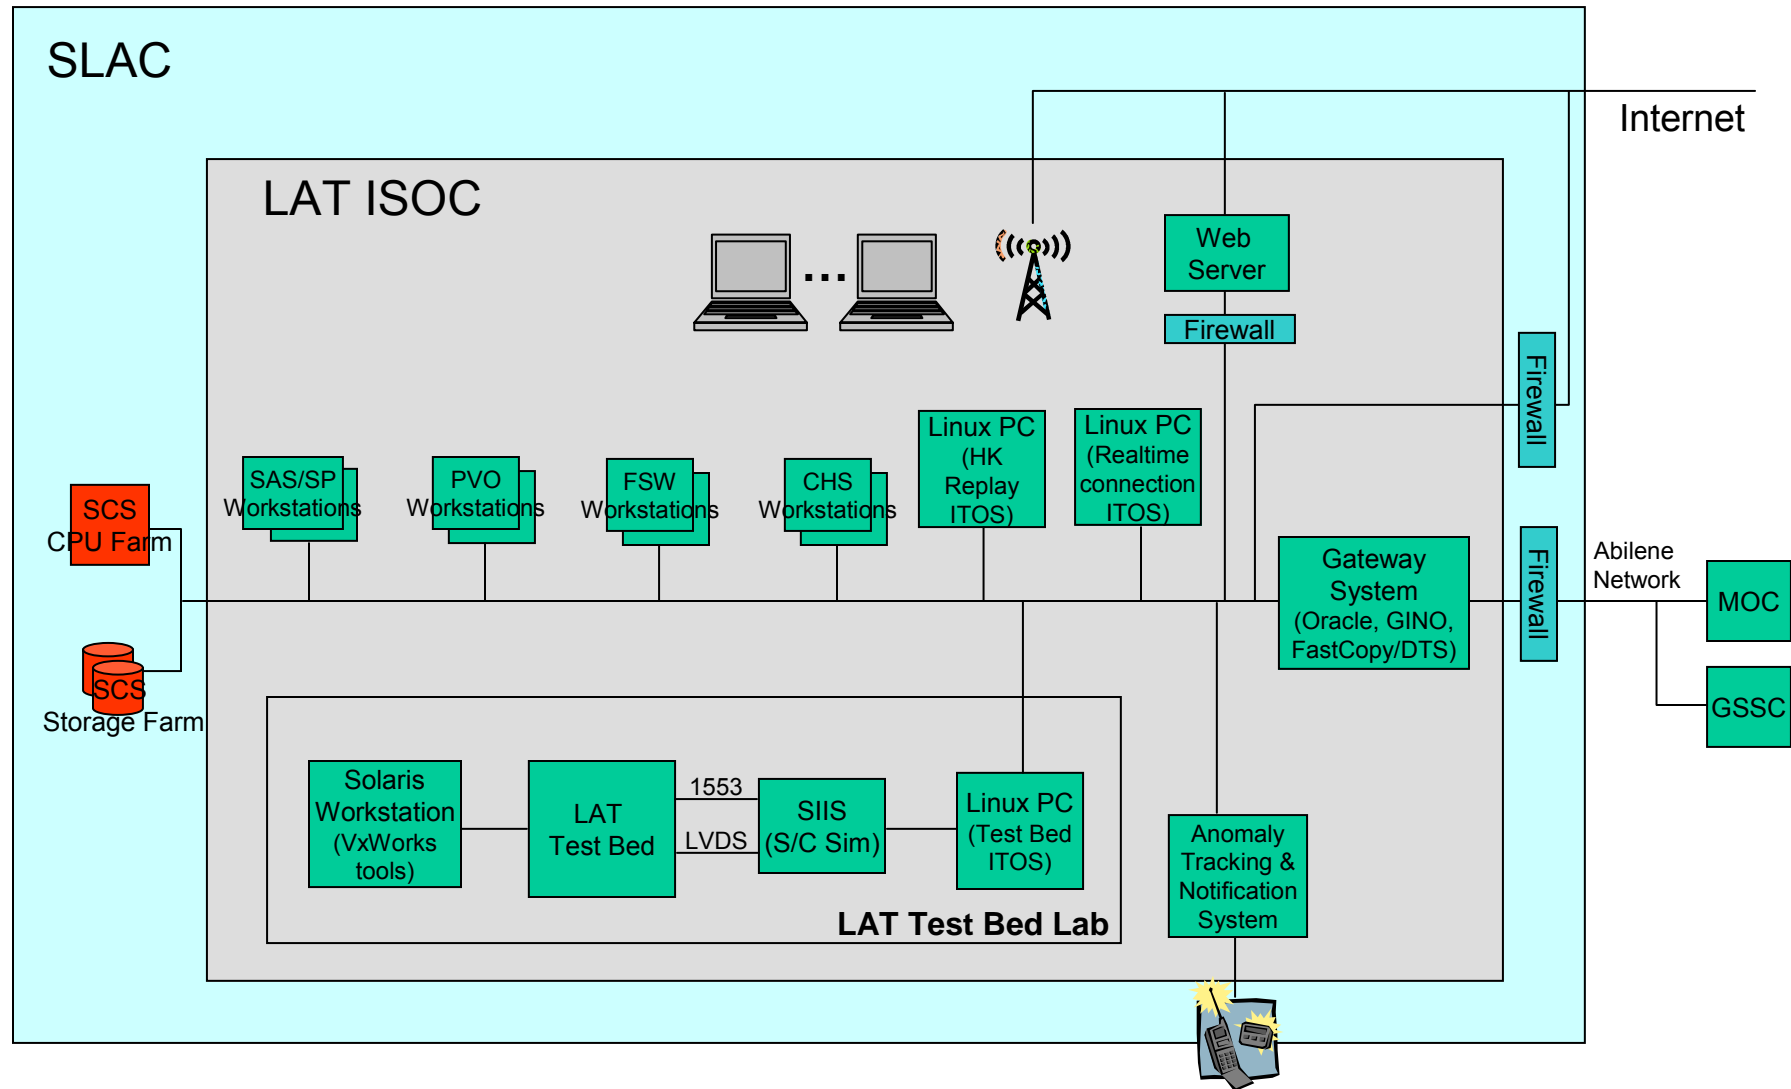 SLAC
Internet
LAT ISOC
...
Web
Server
Firewall
Firewall
Linux PC
(HK
Replay
ITOS)
Linux PC
(Realtime
connection
ITOS)
SAS/SP
Workstations
PVO
Workstations
FSW
Workstations
CHS
Workstations
SCS
CPU Farm
Gateway
System
(Oracle, GINO,
FastCopy/DTS)
Firewall
Abilene
Network
MOC
GSSC
SCS
Storage Farm
Solaris
Workstation
(VxWorks
tools)
LAT
Test Bed
1553
LVDS
SIIS
(S/C Sim)
Linux PC
(Test Bed
ITOS)
Anomaly
Tracking &
Notification
System
LAT Test Bed Lab